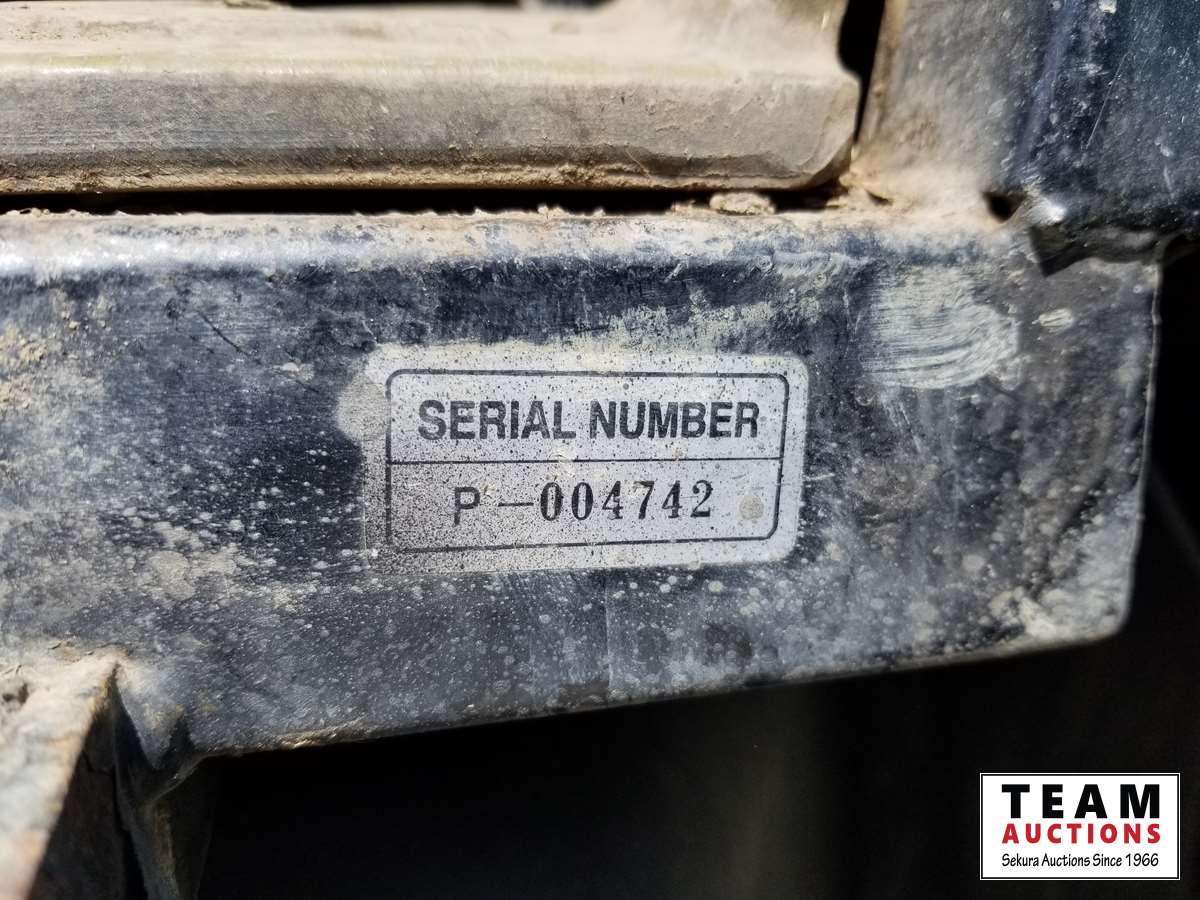 SERIAL NUMBER
P-004742
TEAM
AUCTIONS
Sekura Auctions Since 1966